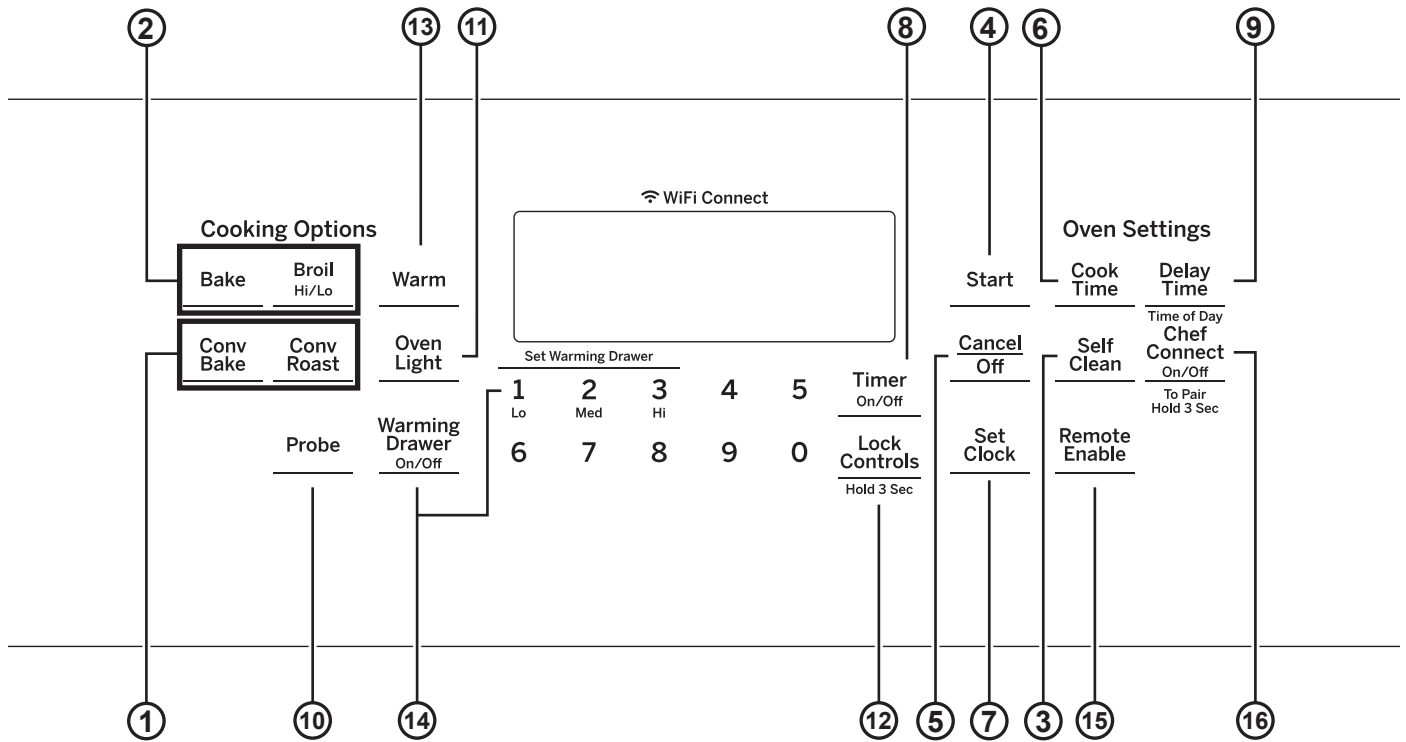 2
13
11
8
4
6
9
WiFi Connect
Cooking Options
Oven Settings
Bake
Broil
Hi/Lo
Warm
Start
Cook
Time
Delay
Time
Time of Day
Conv
Bake
Conv
Roast
Oven
Light
Set Warming Drawer
1 2 3 4 5
Lo Med Hi
6 7 8 9 0
Timer
On/Off
Cancel
Off
Self
Clean
Chef
Connect
On/Off
To Pair
Hold 3 Sec
Probe
Warming
Drawer
On/Off
Lock
Controls
Hold 3 Sec
Set
Clock
Remote
Enable
1
10
14
12
5
7
3
15
16